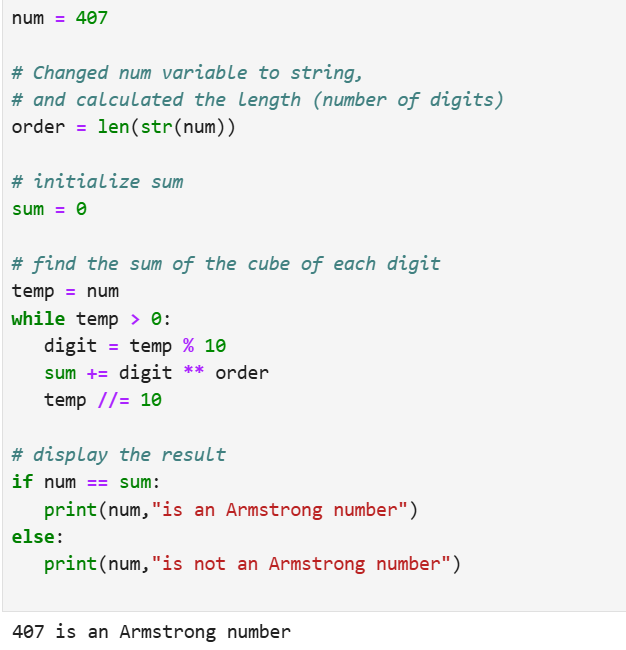 num = 407
# Changed num variable to string,
# and calculated the length (number of digits)
order = len(str(num))
# initialize sum
sum = 0
# find the sum of the cube of each digit
temp = num
while temp > 0:
   digit = temp % 10
   sum += digit ** order
   temp //= 10
# display the result
if num == sum:
   print(num,"is an Armstrong number")
else:
   print(num,"is not an Armstrong number")
407 is an Armstrong number